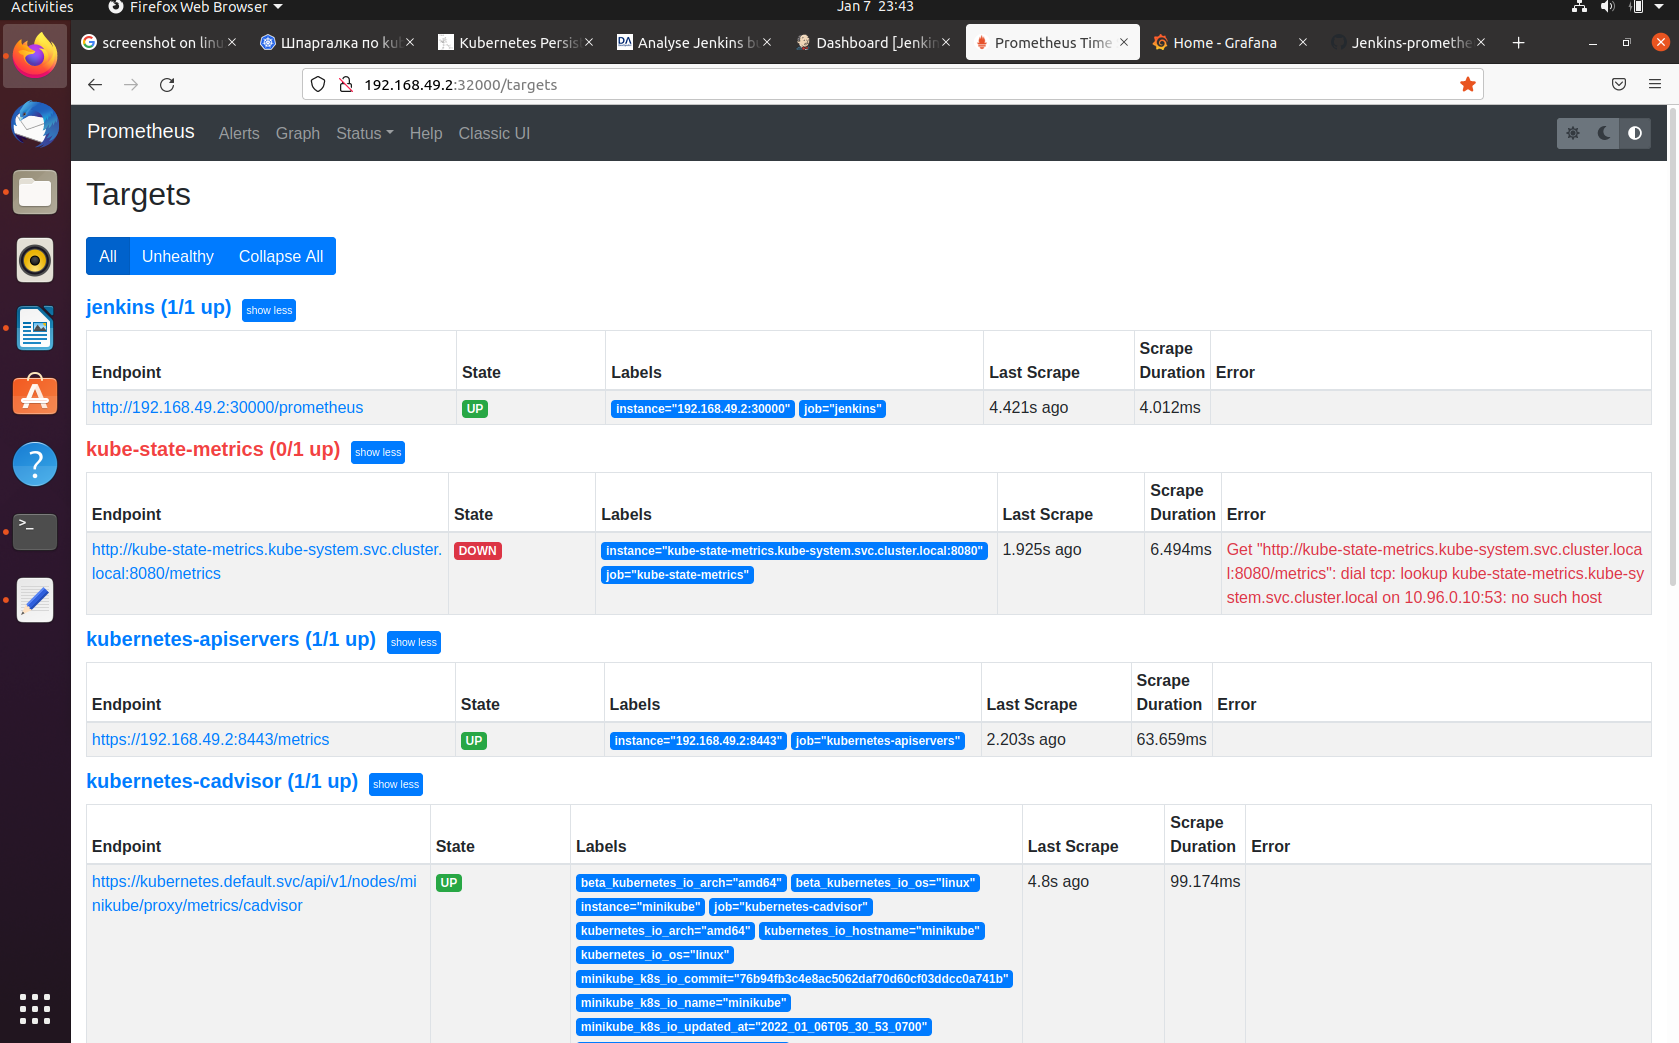 Activities
Firefox Web Browser
Jan 7 23:43
screenshot on linu
Шпаргалка по kub
Kubernetes Persis
DA
Analyse Jenkins bu
Dashboard [Jenkin
Prometheus Time
Home - Grafana
Jenkins-promethe
192.168.49.2:32000/targets
Prometheus Alerts Graph Status Help Classic UI
Targets
All Unhealthy Collapse All
jenkins (1/1 up) show less
Endpoint State Labels Last Scrape Scrape Duration Error
http://192.168.49.2:30000/prometheus UP instance="192.168.49.2:30000" job="jenkins" 4.421s ago 4.012ms
kube-state-metrics (0/1 up) show less
Endpoint State Labels Last Scrape Scrape Duration Error
http://kube-state-metrics.kube-system.svc.cluster.
local:8080/metrics
DOWN
instance="kube-state-metrics.kube-system.svc.cluster.local:8080"
job="kube-state-metrics"
1.925s ago
6.494ms
Get "http://kube-state-metrics.kube-system.svc.cluster.loca
l:8080/metrics": dial tcp: lookup kube-state-metrics.kube-sy
stem.svc.cluster.local on 10.96.0.10:53: no such host
kubernetes-apiservers (1/1 up) show less
Endpoint State Labels Last Scrape Scrape Duration Error
https://192.168.49.2:8443/metrics UP instance="192.168.49.2:8443" job="kubernetes-apiservers" 2.203s ago 63.659ms
kubernetes-cadvisor (1/1 up) show less
Endpoint State Labels Last Scrape Scrape Duration Error
https://kubernetes.default.svc/api/v1/nodes/mi
nikube/proxy/metrics/cadvisor
UP
beta_kubernetes_io_arch="amd64" beta_kubernetes_io_os="linux"
instance="minikube" job="kubernetes-cadvisor"
kubernetes_io_arch="amd64" kubernetes_io_hostname="minikube"
kubernetes_io_os="linux"
minikube_k8s_io_commit="76b94fb3c4e8ac5062daf70d60cf03ddcc0a741b"
minikube_k8s_io_name="minikube"
minikube_k8s_io_updated_at="2022_01_06T05_30_53_0700"
4.8s ago
99.174ms